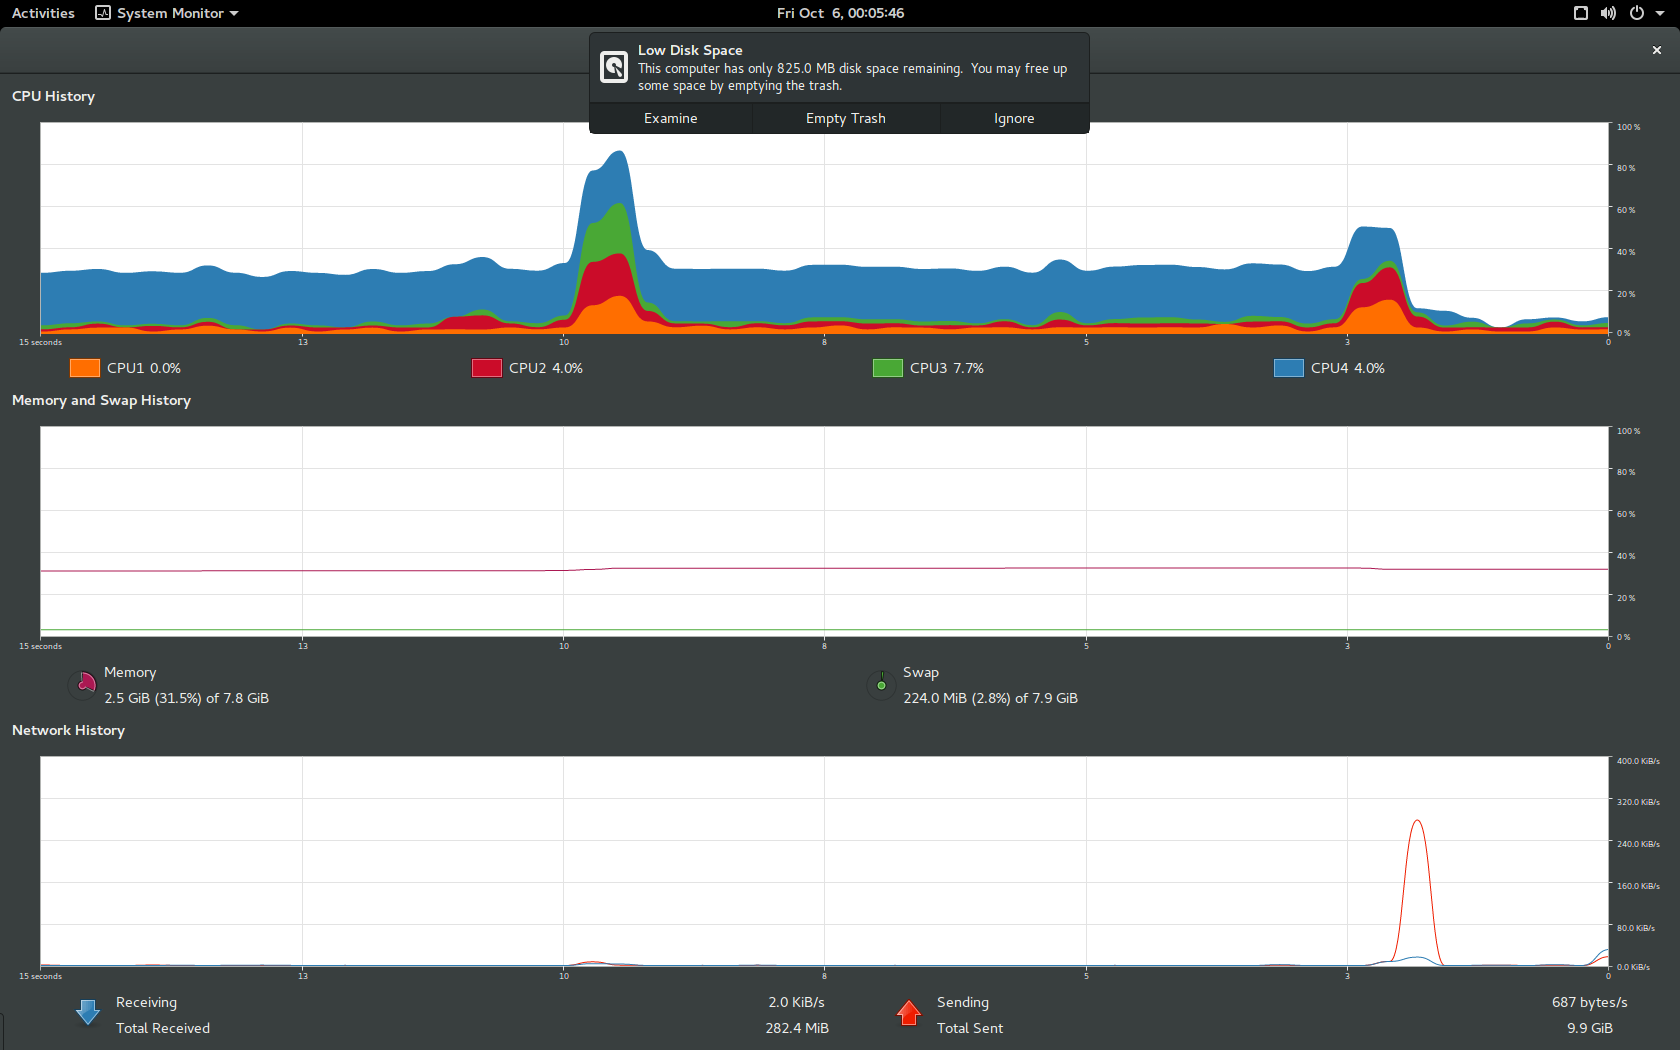 Activities System Monitor Fri Oct 6, 00:05:46
Low Disk Space
This computer has only 825.0 MB disk space remaining. You may free up
some space by emptying the trash.
Examine Empty Trash Ignore
CPU History
100 %
80 %
60 %
40 %
20 %
0 %
15 seconds 13 10 8 5 3 0
CPU1 0.0% CPU2 4.0% CPU3 7.7% CPU4 4.0%
Memory and Swap History
100 %
80 %
60 %
40 %
20 %
0 %
15 seconds 13 10 8 5 3 0
Memory Swap
2.5 GiB (31.5%) of 7.8 GiB 224.0 MiB (2.8%) of 7.9 GiB
Network History
400.0 KiB/s
320.0 KiB/s
240.0 KiB/s
160.0 KiB/s
80.0 KiB/s
0.0 KiB/s
15 seconds 13 10 8 5 3 0
Receiving 2.0 KiB/s Sending 687 bytes/s
Total Received 282.4 MiB Total Sent 9.9 GiB